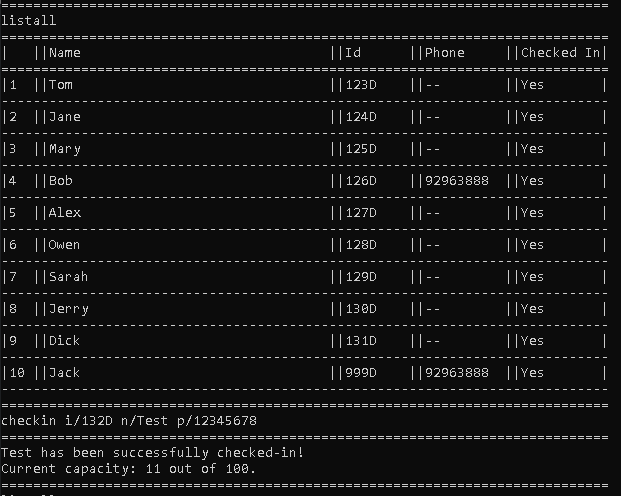 ==========================================================================
listall
==========================================================================
|   ||Name                               ||Id      ||Phone     ||Checked In|
==========================================================================
|1  ||Tom                                ||123D    ||--        ||Yes       |
--------------------------------------------------------------------------
|2  ||Jane                               ||124D    ||--        ||Yes       |
--------------------------------------------------------------------------
|3  ||Mary                               ||125D    ||--        ||Yes       |
--------------------------------------------------------------------------
|4  ||Bob                                ||126D    ||92963888  ||Yes       |
--------------------------------------------------------------------------
|5  ||Alex                               ||127D    ||--        ||Yes       |
--------------------------------------------------------------------------
|6  ||Owen                               ||128D    ||--        ||Yes       |
--------------------------------------------------------------------------
|7  ||Sarah                              ||129D    ||--        ||Yes       |
--------------------------------------------------------------------------
|8  ||Jerry                              ||130D    ||--        ||Yes       |
--------------------------------------------------------------------------
|9  ||Dick                               ||131D    ||--        ||Yes       |
--------------------------------------------------------------------------
|10 ||Jack                               ||999D    ||92963888  ||Yes       |
--------------------------------------------------------------------------
==========================================================================
checkin i/132D n/Test p/12345678
==========================================================================
Test has been successfully checked-in!
Current capacity: 11 out of 100.
==========================================================================